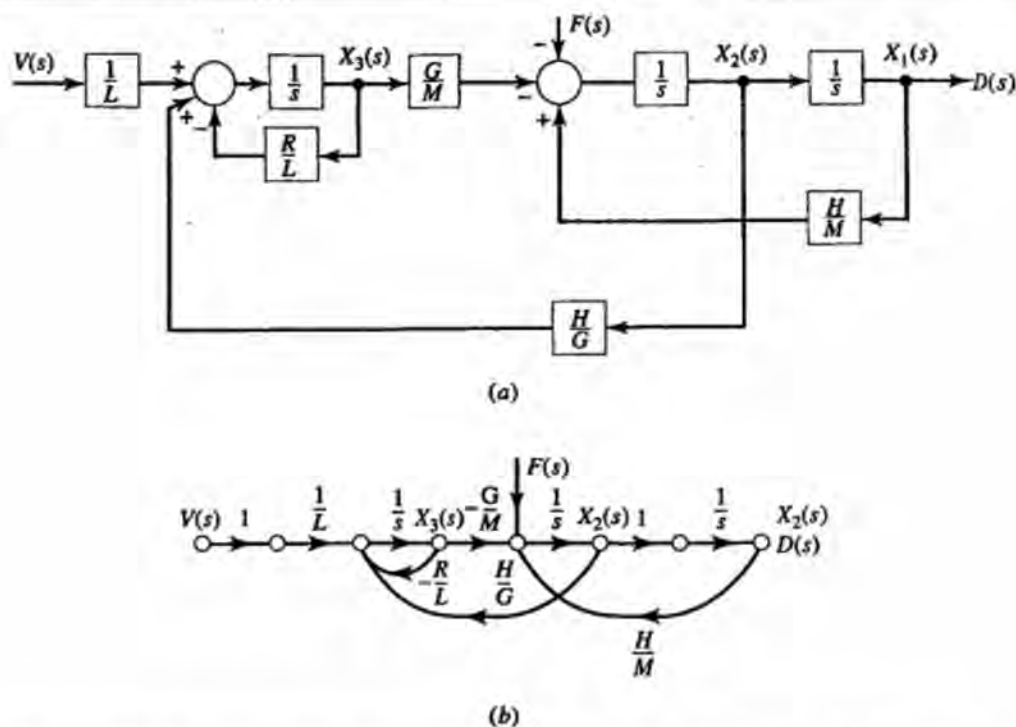 F(s)
V(s) 1/L + + − 1/s X₃(s) G/M − − + 1/s X₂(s) 1/s X₁(s) D(s)
R/L
H/M
H/G
(a)
F(s)
V(s) 1 1/L 1/s X₃(s) −G/M 1/s X₂(s) 1 1/s X₂(s)
D(s)
−R/L H/G
H/M
(b)